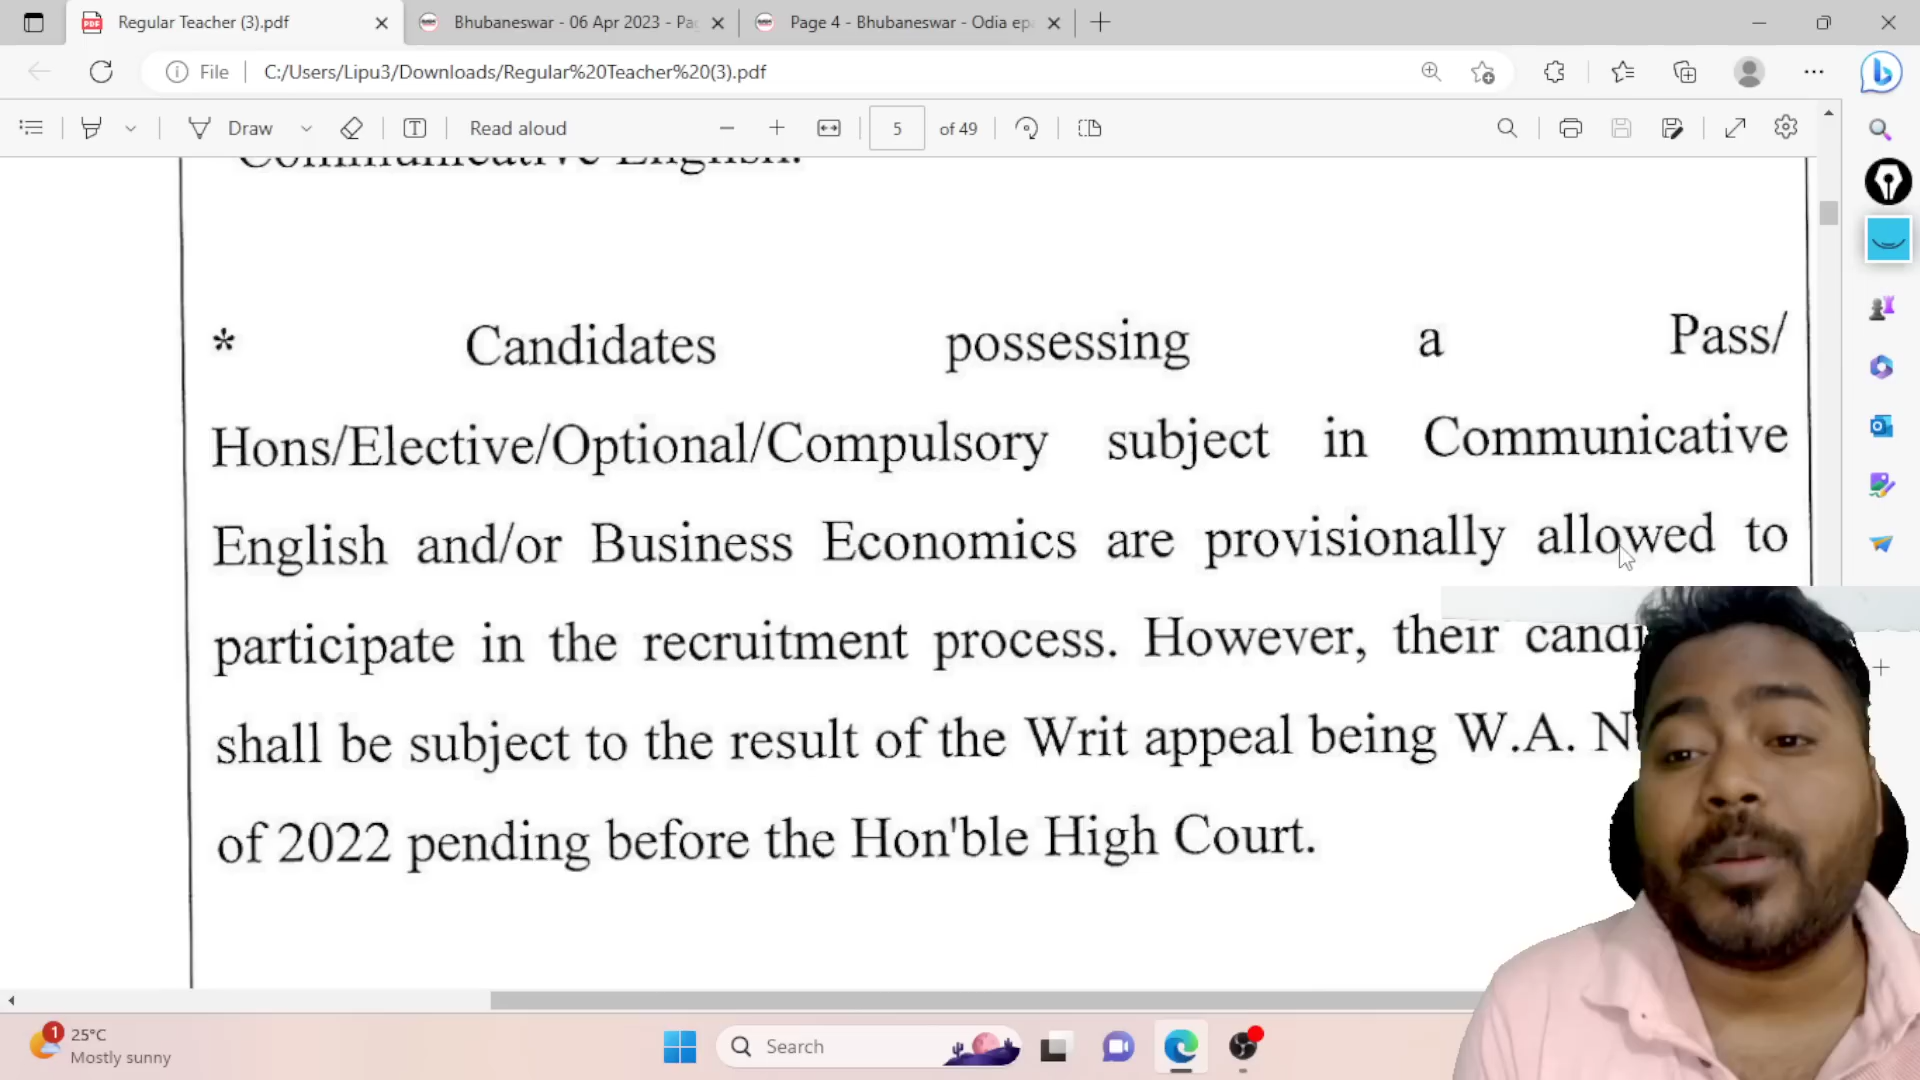 Regular Teacher (3).pdf
Bhubaneswar - 06 Apr 2023 - Pa
Page 4 - Bhubaneswar - Odia ep
File
C:/Users/Lipu3/Downloads/Regular%20Teacher%20(3).pdf
Draw
Read aloud
5 of 49
Communicative English.
* Candidates possessing a Pass/
Hons/Elective/Optional/Compulsory subject in Communicative
English and/or Business Economics are provisionally allowed to
participate in the recruitment process. However, their
shall be subject to the result of the Writ appeal being W.A.
of 2022 pending before the Hon'ble High Court.
1
25°C
Mostly sunny
Search